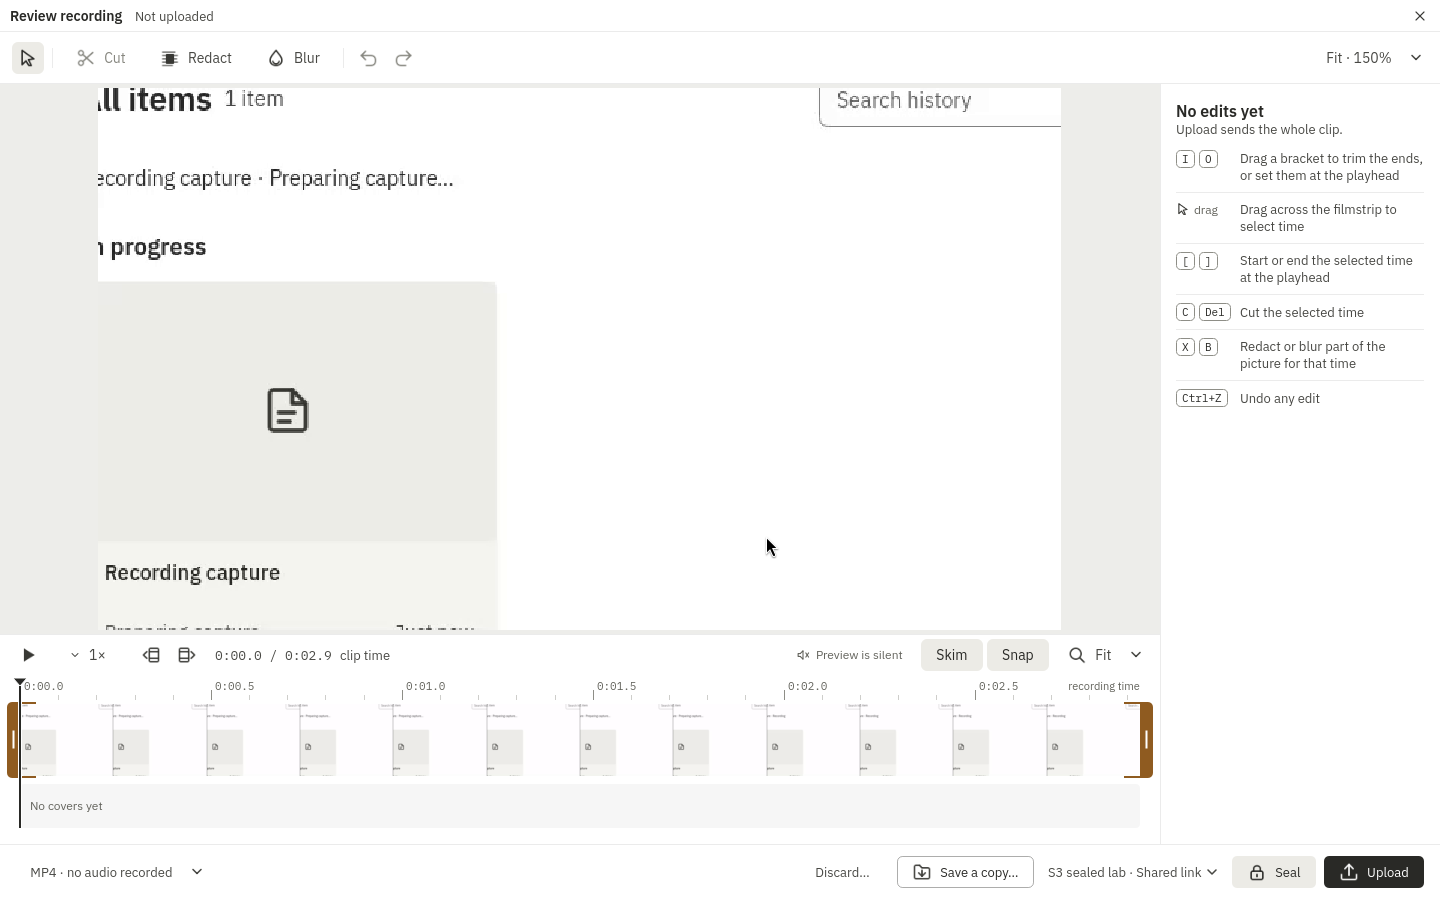 Review recording Not uploaded
Cut Redact Blur Fit · 150%
ll items 1 item Search history
ecording capture · Preparing capture...
n progress
Recording capture
Preparing capture Just now
No edits yet
Upload sends the whole clip.
I O Drag a bracket to trim the ends,
or set them at the playhead
drag Drag across the filmstrip to
select time
[ ] Start or end the selected time
at the playhead
C Del Cut the selected time
X B Redact or blur part of the
picture for that time
Ctrl+Z Undo any edit
1× 0:00.0 / 0:02.9 clip time Preview is silent Skim Snap Fit
0:00.0 0:00.5 0:01.0 0:01.5 0:02.0 0:02.5 recording time
No covers yet
MP4 · no audio recorded Discard... Save a copy... S3 sealed lab · Shared link Seal Upload